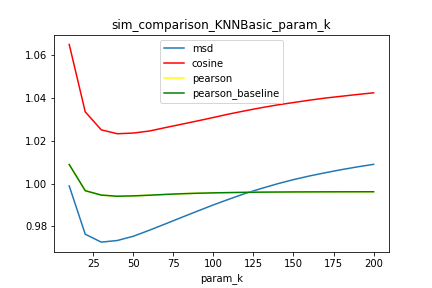 sim_comparison_KNNBasic_param_k
msd
cosine
pearson
pearson_baseline
1.06
1.04
1.02
1.00
0.98
25 50 75 100 125 150 175 200
param_k